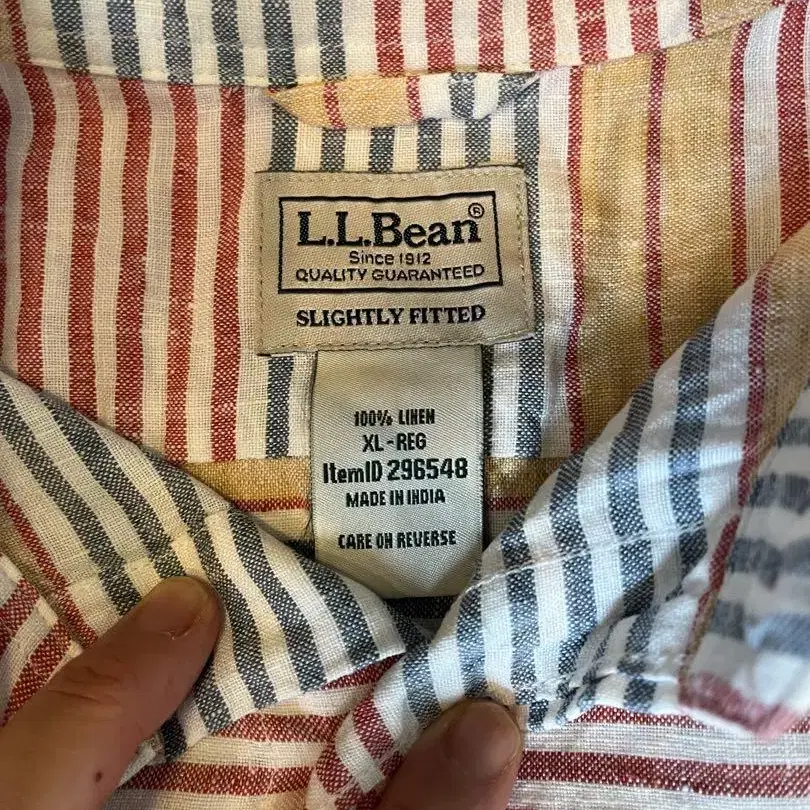 L.L.Bean®
Since 1912
QUALITY GUARANTEED
SLIGHTLY FITTED
100% LINEN
XL-REG
ItemID 296548
MADE IN INDIA
CARE ON REVERSE